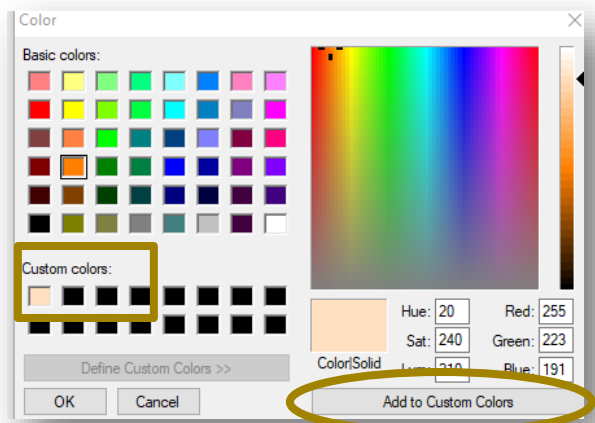 Color
Basic colors:
Custom colors:
Define Custom Colors >>
OK Cancel
Color|Solid
Hue: 20 Red: 255
Sat: 240 Green: 223
Blue: 191
Add to Custom Colors